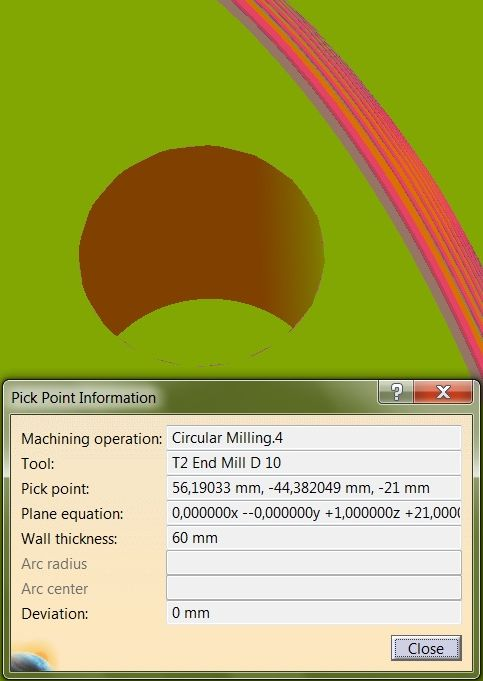 Pick Point Information
Machining operation: Circular Milling.4
Tool: T2 End Mill D 10
Pick point: 56,19033 mm, -44,382049 mm, -21 mm
Plane equation: 0,000000x --0,000000y +1,000000z +21,0000
Wall thickness: 60 mm
Arc radius
Arc center
Deviation: 0 mm
Close